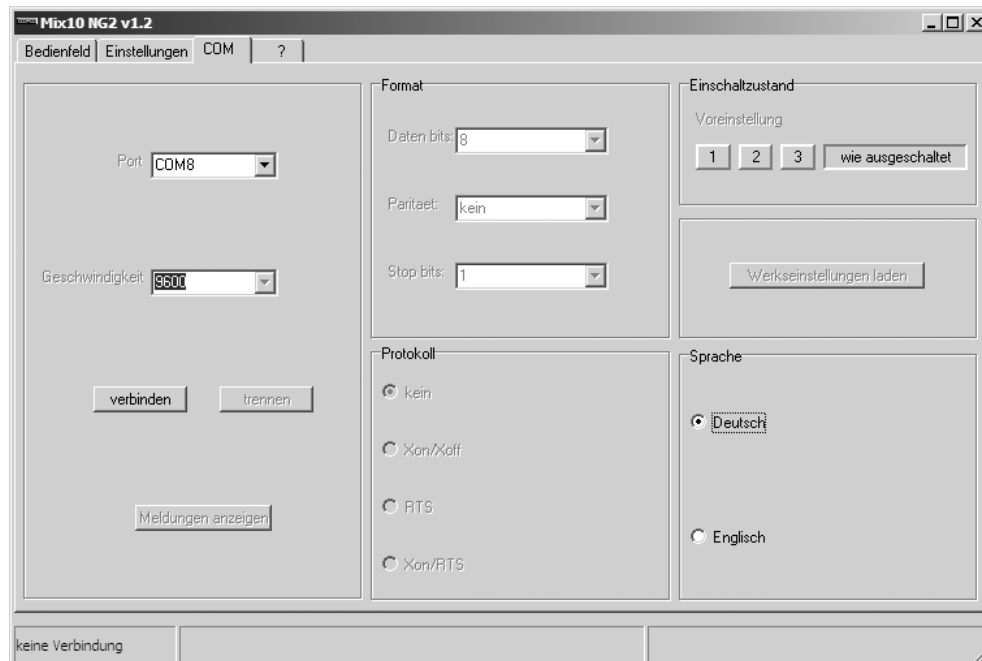 Mix10 NG2 v1.2
Bedienfeld Einstellungen COM ?
Port COM8
Geschwindigkeit 9600
verbinden trennen
Meldungen anzeigen
Format
Daten bits: 8
Paritaet: kein
Stop bits: 1
Protokoll
kein
Xon/Xoff
RTS
Xon/RTS
Einschaltzustand
Voreinstellung
1 2 3 wie ausgeschaltet
Werkseinstellungen laden
Sprache
Deutsch
Englisch
keine Verbindung